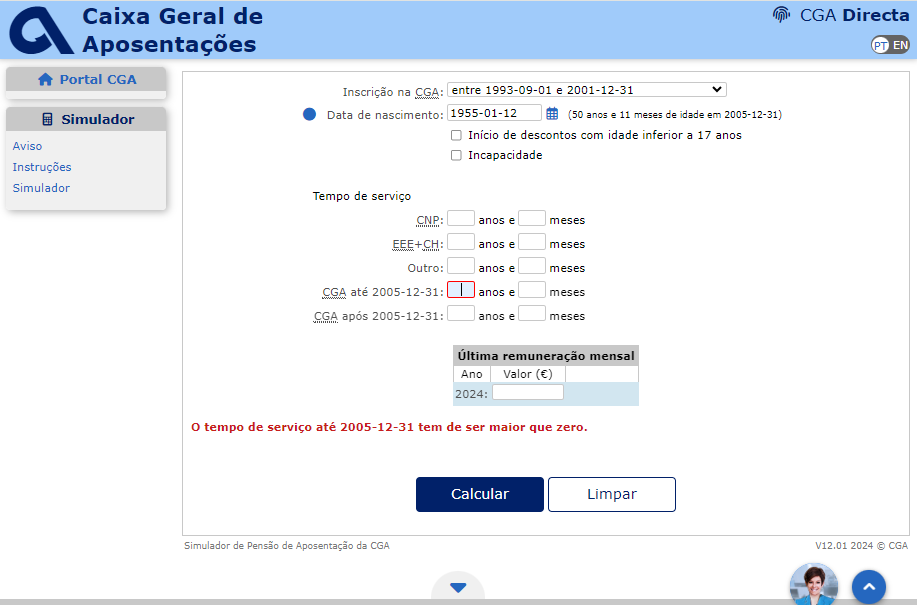 Caixa Geral de
Aposentações
CGA Directa
PT EN
Portal CGA
Simulador
Aviso
Instruções
Simulador
Inscrição na CGA: entre 1993-09-01 e 2001-12-31
Data de nascimento: 1955-01-12 (50 anos e 11 meses de idade em 2005-12-31)
Início de descontos com idade inferior a 17 anos
Incapacidade
Tempo de serviço
CNP: anos e meses
EEE+CH: anos e meses
Outro: anos e meses
CGA até 2005-12-31: anos e meses
CGA após 2005-12-31: anos e meses
Última remuneração mensal
Ano Valor (€)
2024:
O tempo de serviço até 2005-12-31 tem de ser maior que zero.
Calcular Limpar
Simulador de Pensão de Aposentação da CGA V12.01 2024 © CGA